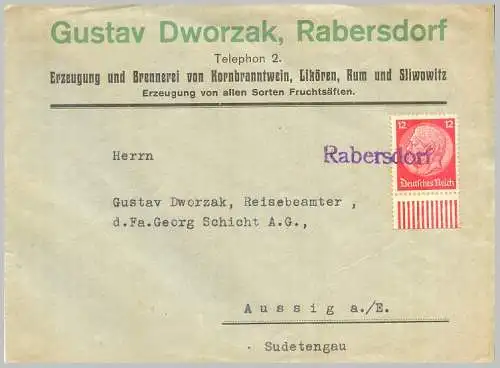 Gustav Dworzak, Rabersdorf
Telephon 2.
Erzeugung und Brennerei von Kornbranntwein, Likören, Rum und Sliwowitz
Erzeugung von allen Sorten Fruchtsäften.
12 12
Herrn
Rabersdorf
Deutsches Reich
Gustav Dworzak, Reisebeamter ,
d.Fa.Georg Schicht A.G.,
Aussig a./E.
Sudetengau